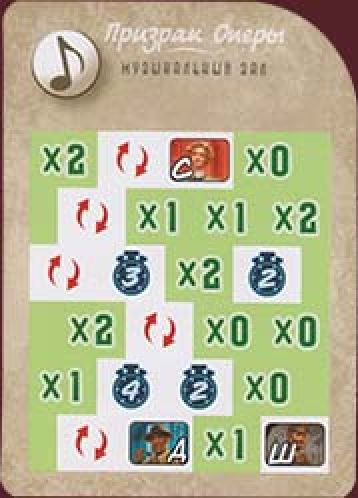 Призрак Оперы
МУЗЫКАЛЬНЫЙ ЗАЛ
X2 С X0
X1 X1 X2
3 X2 2
X2 X0 X0
X1 4 2 X0
А X1 Ш